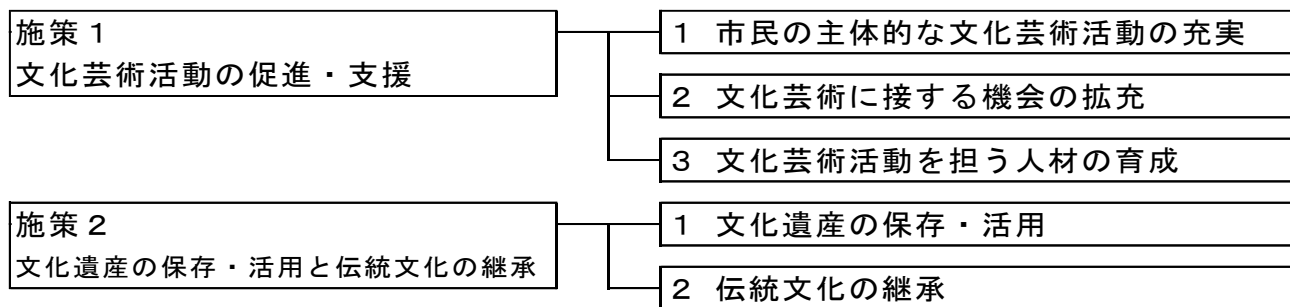 施策１
文化芸術活動の促進・支援
１ 市民の主体的な文化芸術活動の充実
２ 文化芸術に接する機会の拡充
３ 文化芸術活動を担う人材の育成
施策２
文化遺産の保存・活用と伝統文化の継承
１ 文化遺産の保存・活用
２ 伝統文化の継承